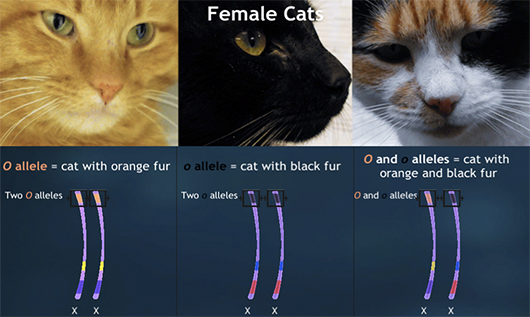 Female Cats
O allele = cat with orange fur
Two O alleles
X X
o allele = cat with black fur
Two o alleles
X X
O and o alleles = cat with
orange and black fur
O and o alleles
X X